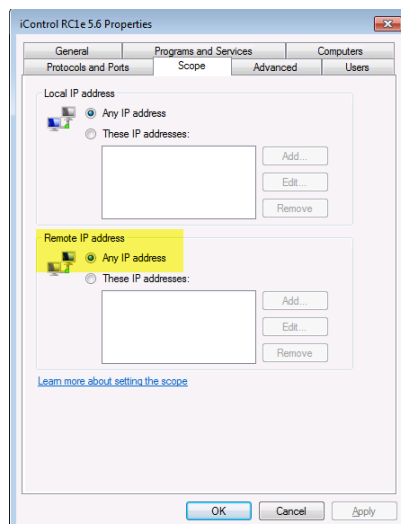 iControl RC1e 5.6 Properties
General Programs and Services Computers
Protocols and Ports Scope Advanced Users
Local IP address
Any IP address
These IP addresses:
Add...
Edit...
Remove
Remote IP address
Any IP address
These IP addresses:
Add...
Edit...
Remove
Learn more about setting the scope
OK Cancel Apply